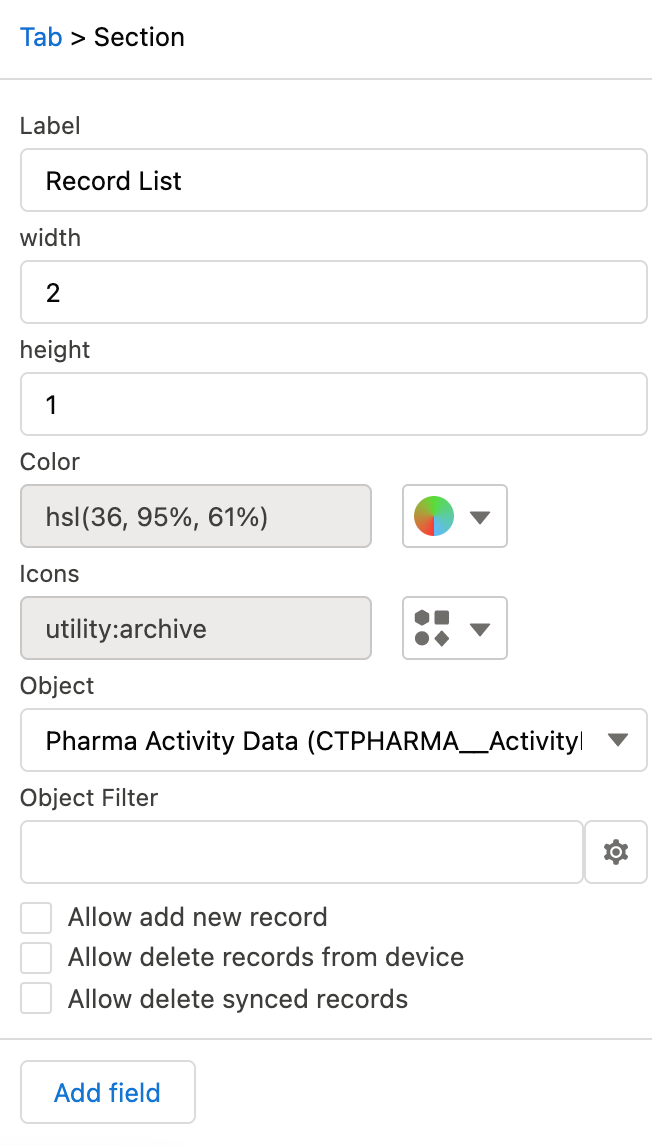 Tab > Section
Label
Record List
width
2
height
1
Color
hsl(36, 95%, 61%)
Icons
utility:archive
Object
Pharma Activity Data (CTPHARMA__Activity
Object Filter
Allow add new record
Allow delete records from device
Allow delete synced records
Add field